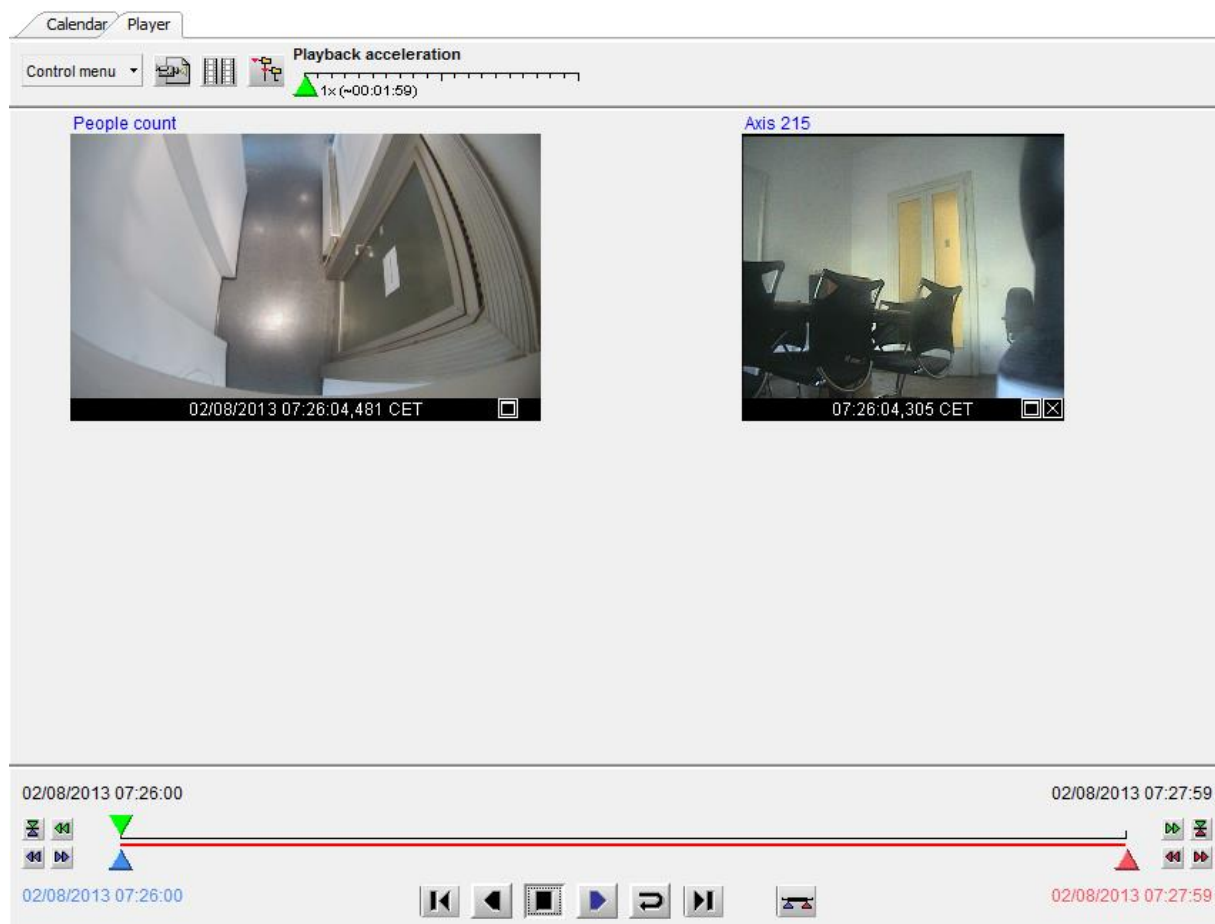 Calendar Player
Control menu
Playback acceleration
1x (~00:01:59)
People count
Axis 215
02/08/2013 07:26:04,481 CET
07:26:04,305 CET
02/08/2013 07:26:00
02/08/2013 07:27:59
02/08/2013 07:26:00
02/08/2013 07:27:59